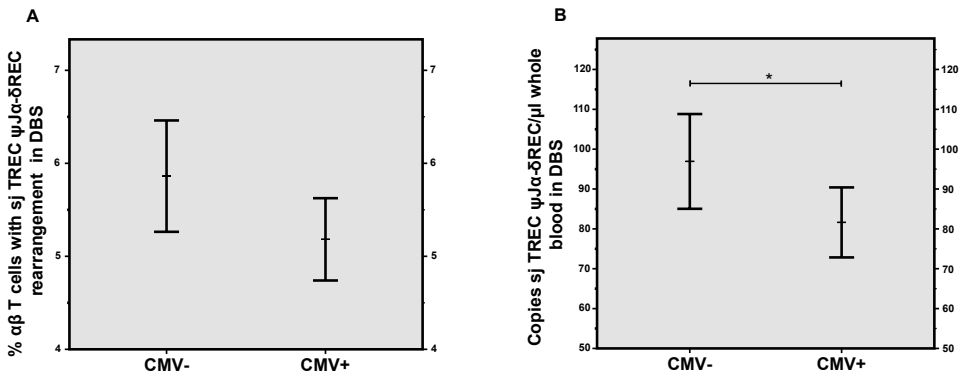 A
% αβ T cells with sj TREC ψJα-δREC
rearrangement in DBS
7
6
5
4
7
6
5
4
CMV-
CMV+
B
Copies sj TREC ψJα-δREC/µl whole
blood in DBS
120
110
100
90
80
70
60
50
*
120
110
100
90
80
70
60
50
CMV-
CMV+